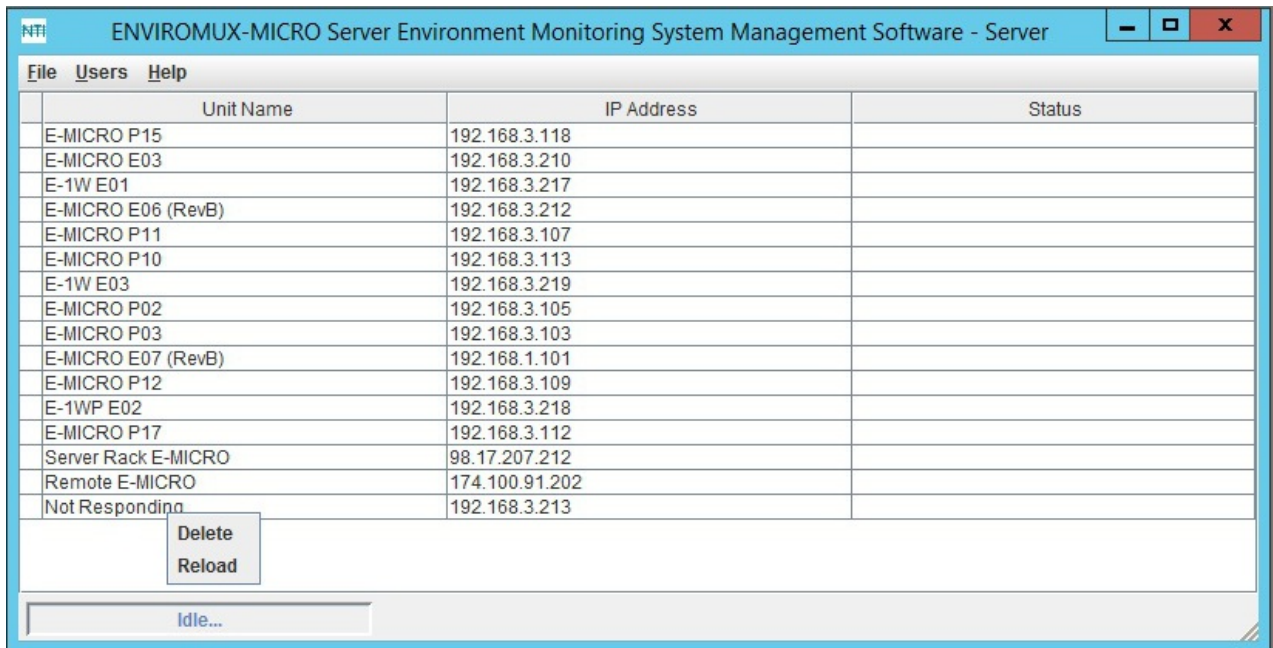 NTI ENVIROMUX-MICRO Server Environment Monitoring System Management Software - Server
File Users Help
Unit Name IP Address Status
E-MICRO P15 192.168.3.118
E-MICRO E03 192.168.3.210
E-1W E01 192.168.3.217
E-MICRO E06 (RevB) 192.168.3.212
E-MICRO P11 192.168.3.107
E-MICRO P10 192.168.3.113
E-1W E03 192.168.3.219
E-MICRO P02 192.168.3.105
E-MICRO P03 192.168.3.103
E-MICRO E07 (RevB) 192.168.1.101
E-MICRO P12 192.168.3.109
E-1WP E02 192.168.3.218
E-MICRO P17 192.168.3.112
Server Rack E-MICRO 98.17.207.212
Remote E-MICRO 174.100.91.202
Not Responding 192.168.3.213
Delete
Reload
Idle...